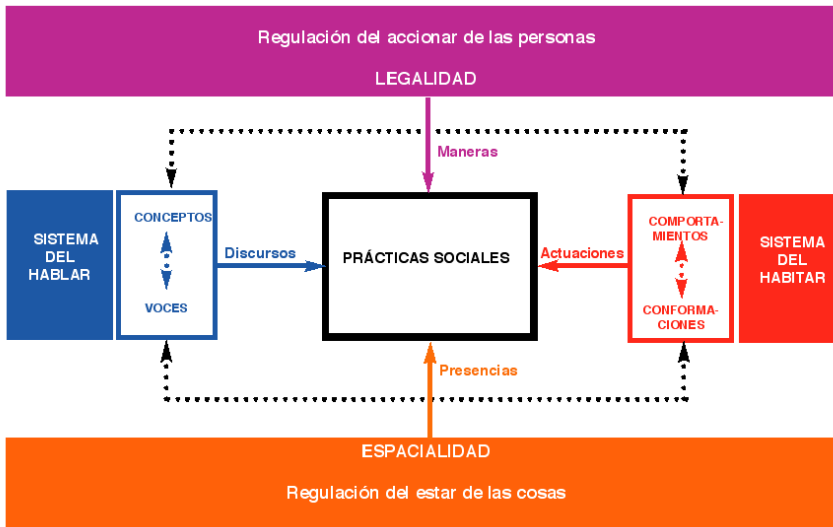 Regulación del accionar de las personas
LEGALIDAD
Maneras
SISTEMA
DEL
HABLAR
CONCEPTOS
VOCES
Discursos
PRÁCTICAS SOCIALES
Actuaciones
COMPORTA-
MIENTOS
CONFORMA-
CIONES
SISTEMA
DEL
HABITAR
Presencias
ESPACIALIDAD
Regulación del estar de las cosas